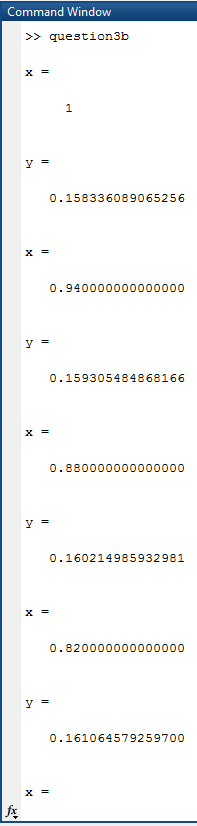 Command Window
>> question3b
x =
1
y =
0.158336089065256
x =
0.940000000000000
y =
0.159305484868166
x =
0.880000000000000
y =
0.160214985932981
x =
0.820000000000000
y =
0.161064579259700
x =
fx